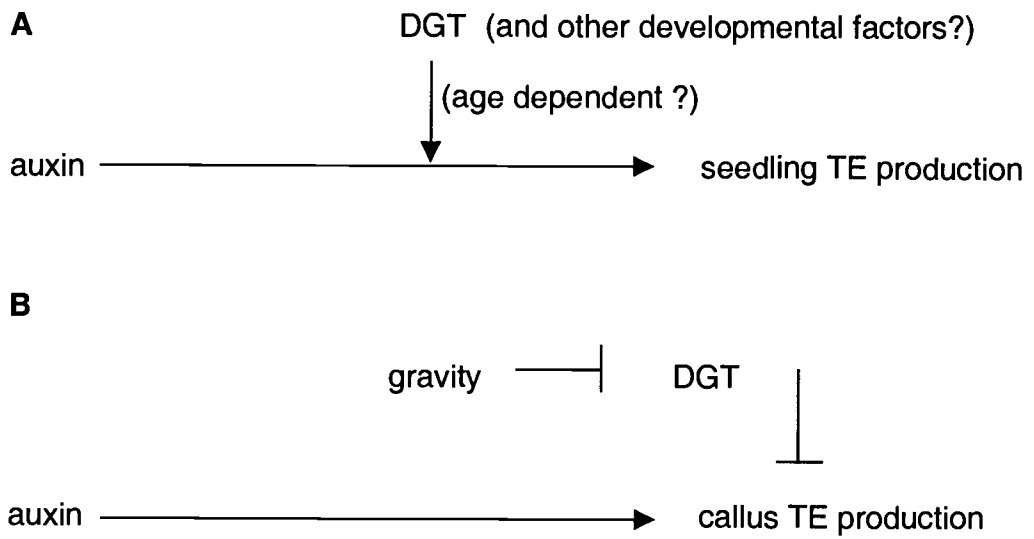 A
DGT (and other developmental factors?)
(age dependent ?)
auxin
seedling TE production
B
gravity
DGT
auxin
callus TE production